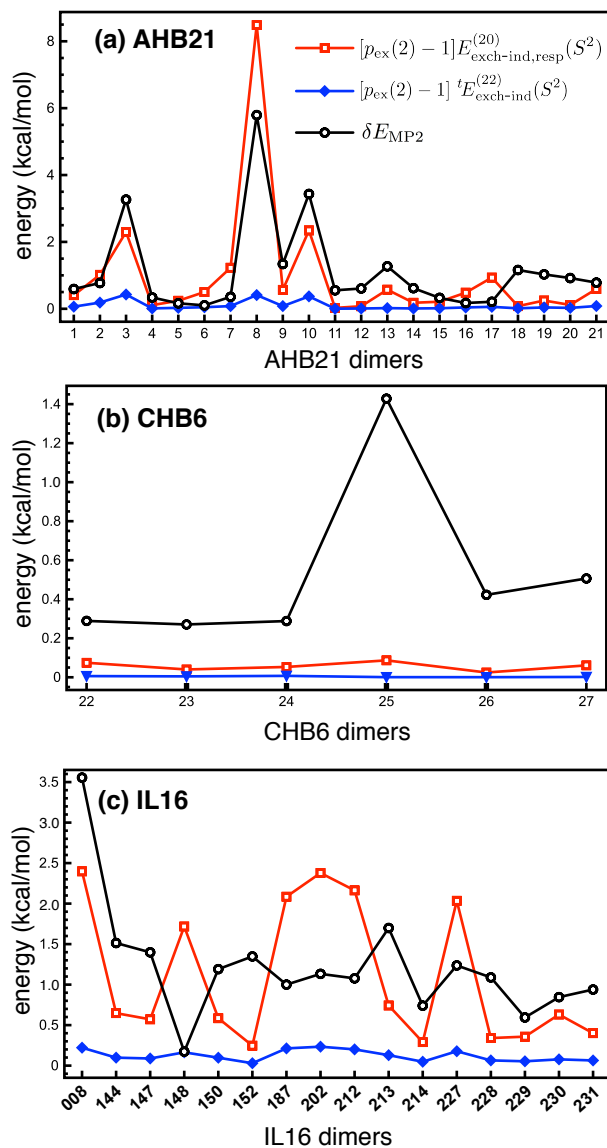 (a) AHB21
[p_ex(2) − 1]E^(20)_exch-ind,resp(S²)
[p_ex(2) − 1] ᵗE^(22)_exch-ind(S²)
δE_MP2
energy (kcal/mol)
8
6
4
2
0
1 2 3 4 5 6 7 8 9 10 11 12 13 14 15 16 17 18 19 20 21
AHB21 dimers
(b) CHB6
energy (kcal/mol)
1.4
1.2
1.0
0.8
0.6
0.4
0.2
0
22 23 24 25 26 27
CHB6 dimers
(c) IL16
energy (kcal/mol)
3.5
3.0
2.5
2.0
1.5
1.0
0.5
0
008 144 147 148 150 152 187 202 212 213 214 227 228 229 230 231
IL16 dimers